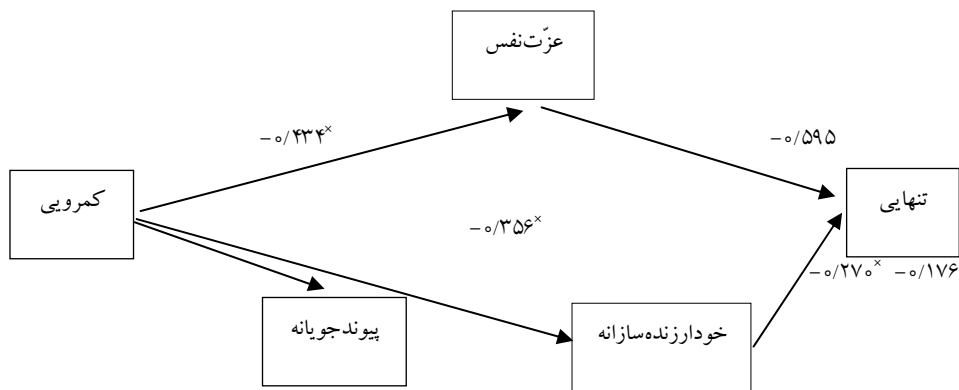 عزّت‌نفس
-۰/۴۳۴×
-۰/۵۹۵
کمرویی
تنهایی
-۰/۳۵۶×
-۰/۲۷۰× -۰/۱۷۶
پیوندجویانه
خودارزنده‌سازانه